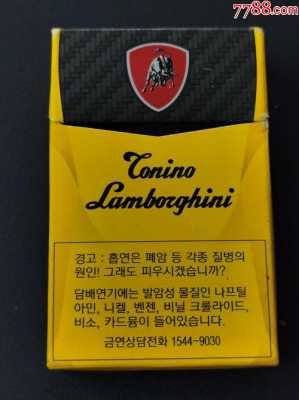 7788.com
Tonino
Lamborghini
경고 : 흡연은 폐암 등 각종 질병의
원인! 그래도 피우시겠습니까?
담배연기에는 발암성 물질인 나프틸
아민, 니켈, 벤젠, 비닐 크롤라이드,
비소, 카드뮴이 들어있습니다.
금연상담전화 1544-9030